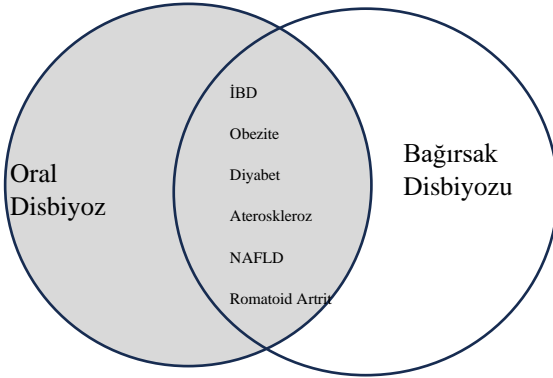 Oral
Disbiyoz
İBD
Obezite
Diyabet
Ateroskleroz
NAFLD
Romatoid Artrit
Bağırsak
Disbiyozu